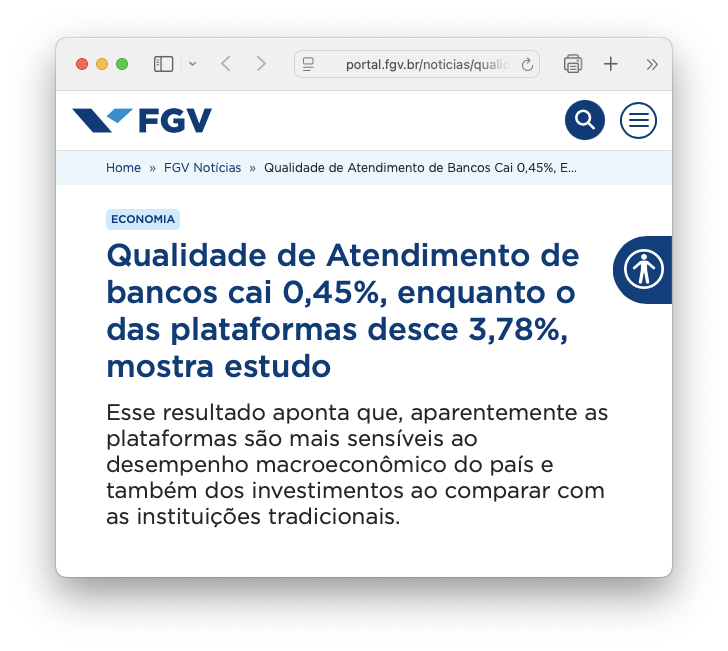 portal.fgv.br/noticias/qualid
FGV
Home » FGV Notícias » Qualidade de Atendimento de Bancos Cai 0,45%, E...
ECONOMIA
Qualidade de Atendimento de
bancos cai 0,45%, enquanto o
das plataformas desce 3,78%,
mostra estudo
Esse resultado aponta que, aparentemente as
plataformas são mais sensíveis ao
desempenho macroeconômico do país e
também dos investimentos ao comparar com
as instituições tradicionais.